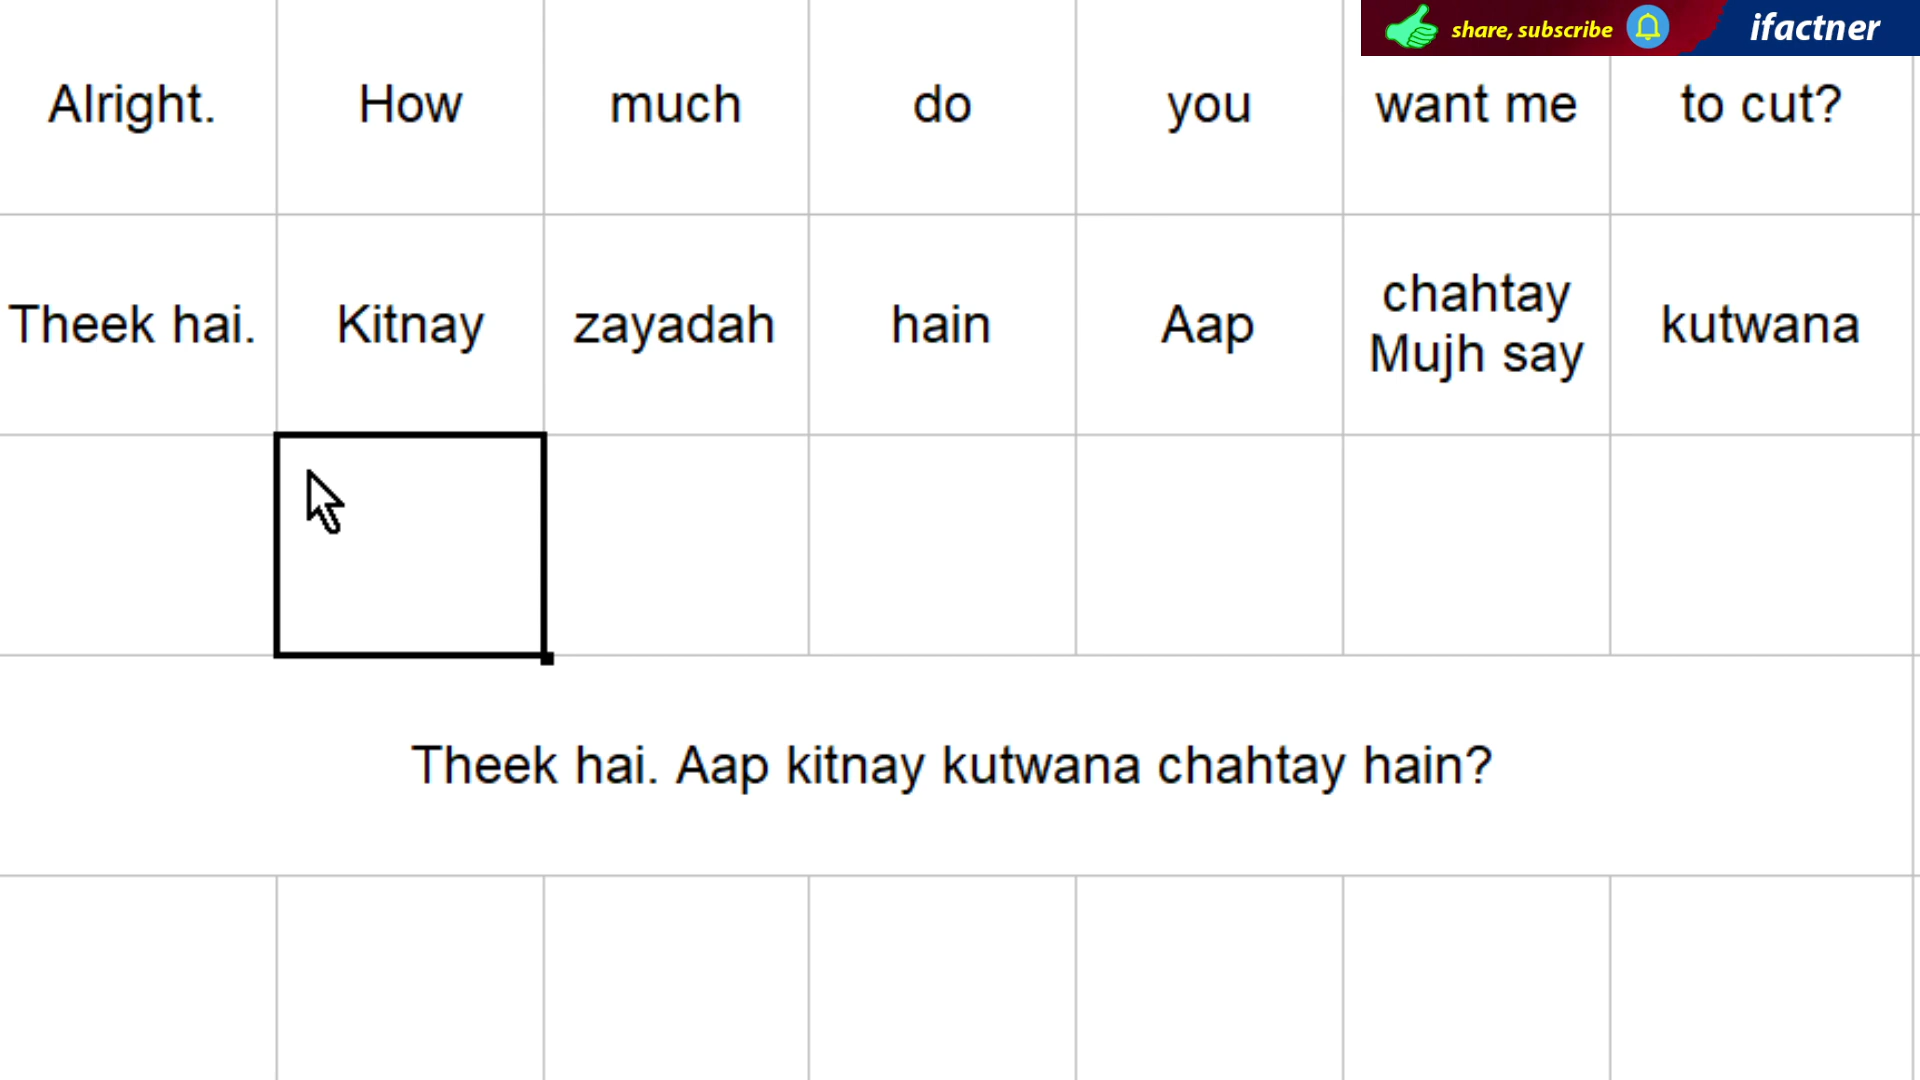 share, subscribe ifactner
Alright. How much do you want me to cut?
Theek hai. Kitnay zayadah hain Aap chahtay Mujh say kutwana
Theek hai. Aap kitnay kutwana chahtay hain?